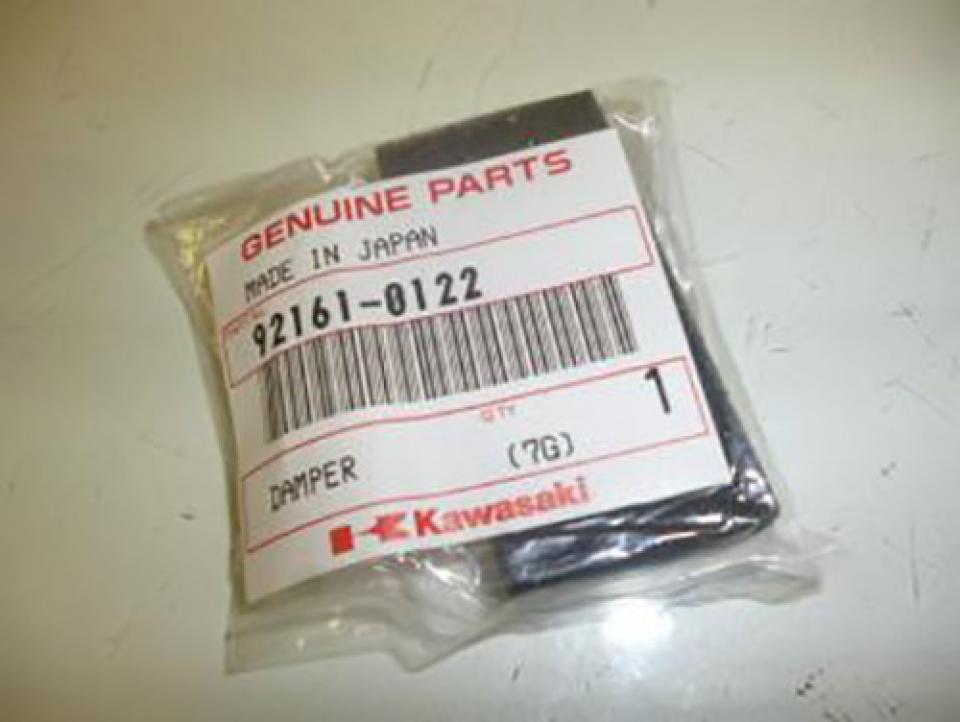 GENUINE PARTS
MADE IN JAPAN
92161-0122
QTY 1
DAMPER (7G)
Kawasaki